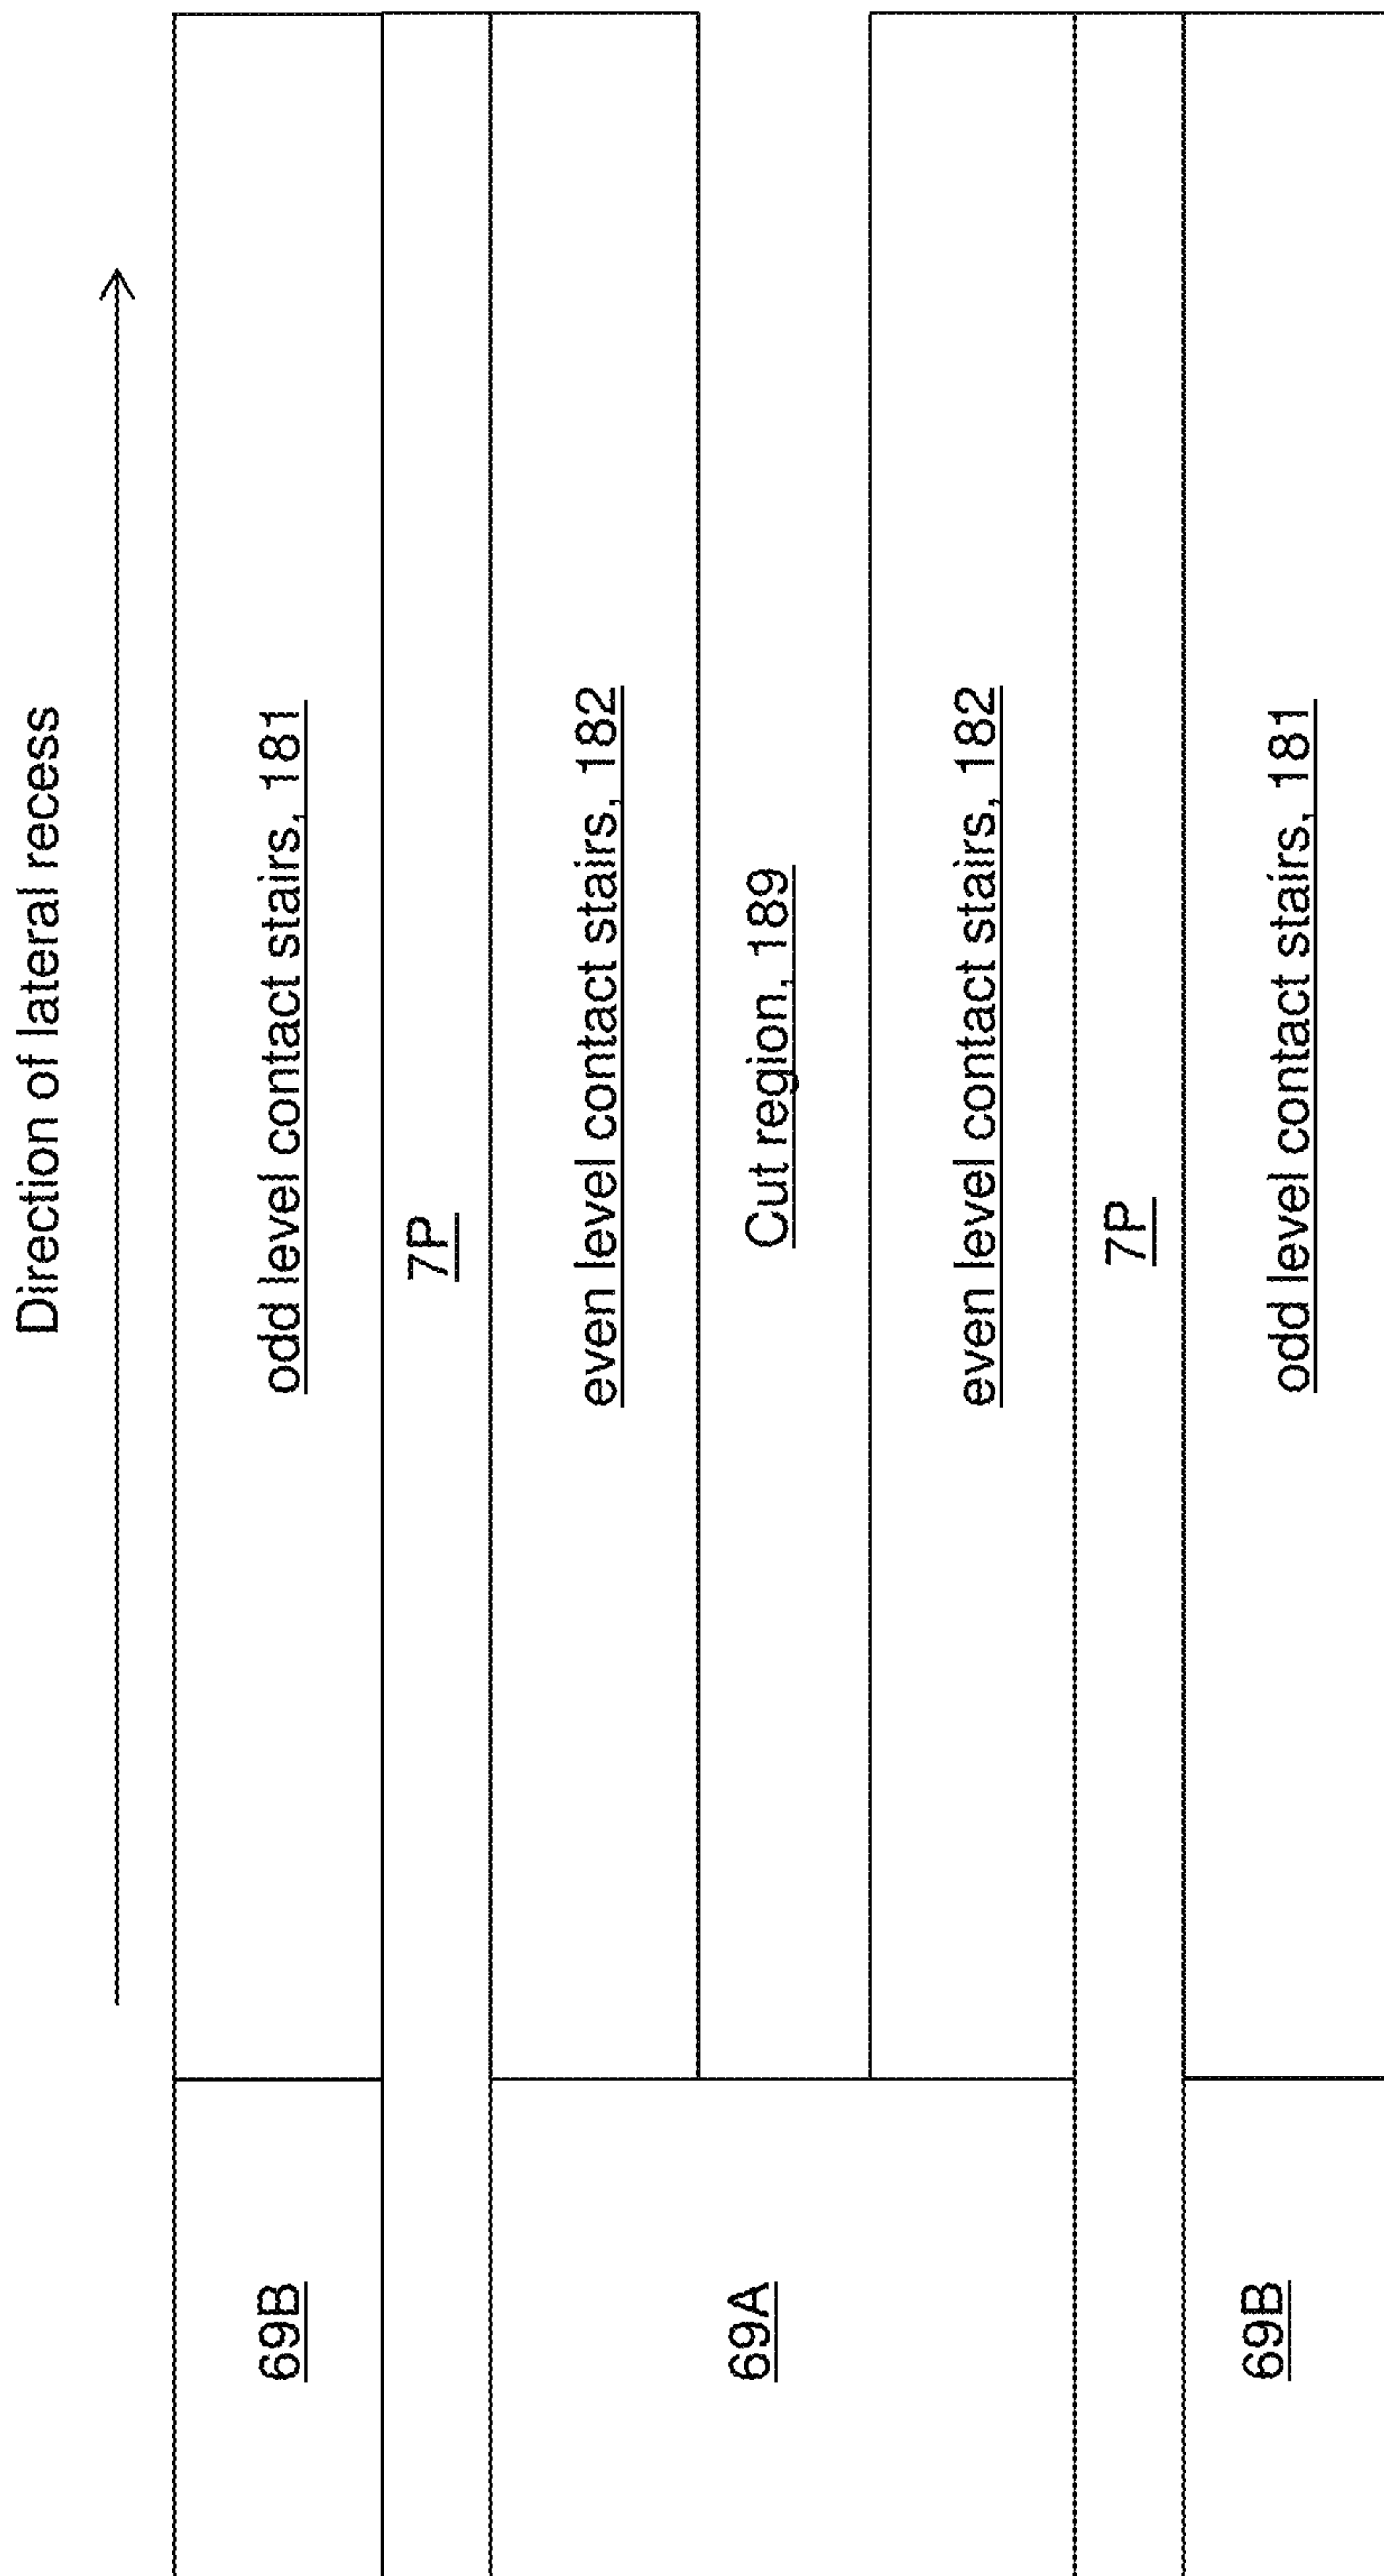 Direction of lateral recess
69B
odd level contact stairs, 181
7P
even level contact stairs, 182
69A
Cut region, 189
even level contact stairs, 182
7P
69B
odd level contact stairs, 181